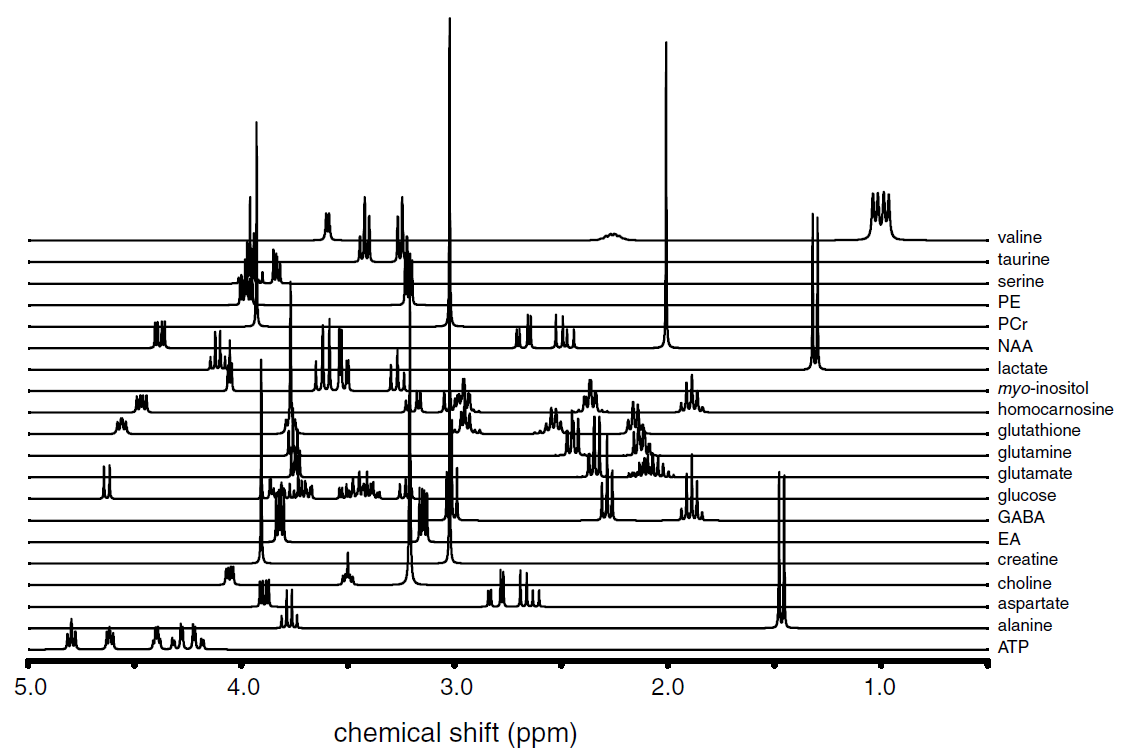 valine
taurine
serine
PE
PCr
NAA
lactate
myo-inositol
homocarnosine
glutathione
glutamine
glutamate
glucose
GABA
EA
creatine
choline
aspartate
alanine
ATP
5.0 4.0 3.0 2.0 1.0
chemical shift (ppm)